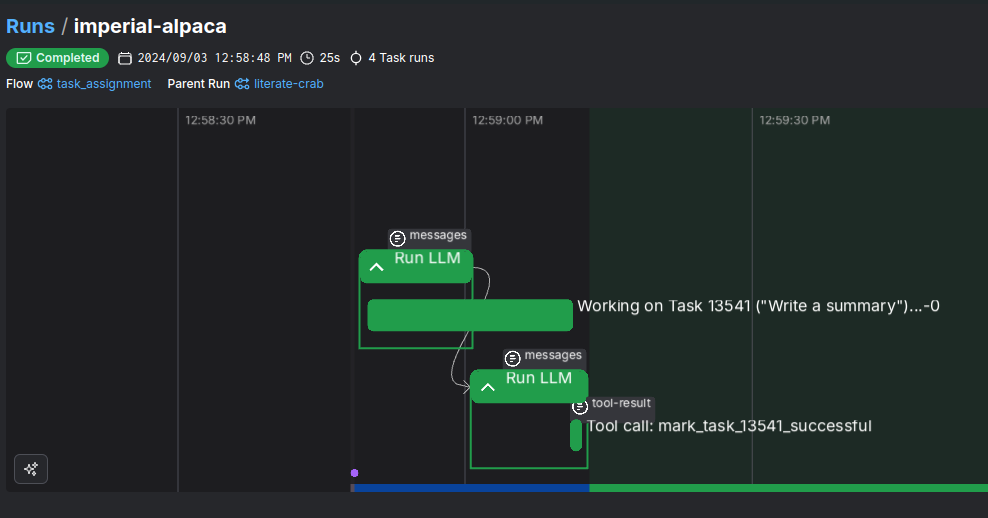 Runs / imperial-alpaca
Completed 2024/09/03 12:58:48 PM 25s 4 Task runs
Flow task_assignment Parent Run literate-crab
12:58:30 PM 12:59:00 PM 12:59:30 PM
messages
Run LLM
Working on Task 13541 ("Write a summary")...-0
messages
Run LLM
tool-result
Tool call: mark_task_13541_successful